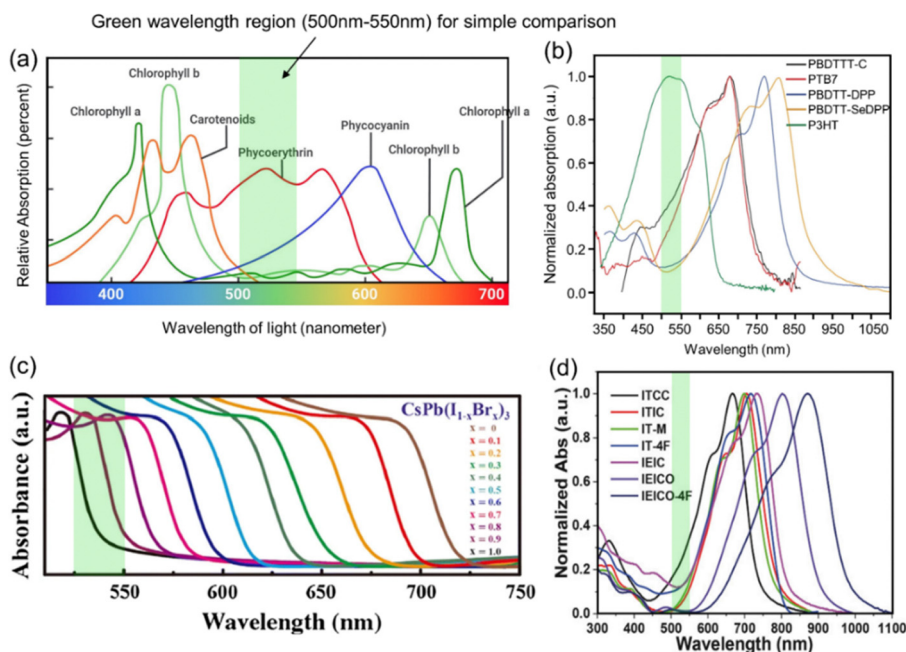 Green wavelength region (500nm-550nm) for simple comparison
(a)
Chlorophyll b
Chlorophyll a
Carotenoids
Phycoerythrin
Phycocyanin
Chlorophyll b
Chlorophyll a
Relative Absorption (percent)
400
500
600
700
Wavelength of light (nanometer)
(b)
PBDTTT-C
PTB7
PBDTT-DPP
PBDTT-SeDPP
P3HT
Normalized absorption (a.u.)
1.0
0.8
0.6
0.4
0.2
0.0
350 450 550 650 750 850 950 1100
Wavelength (nm)
(c)
CsPb(I1-xBrx)3
x = 0
x = 0.1
x = 0.2
x = 0.3
x = 0.4
x = 0.5
x = 0.6
x = 0.7
x = 0.8
x = 0.9
x = 1.0
Absorbance (a.u.)
550 600 650 700 750
Wavelength (nm)
(d)
ITCC
ITIC
IT-M
IT-4F
IEIC
IEICO
IEICO-4F
Normalized Abs (a.u.)
1.0
0.8
0.6
0.4
0.2
0.0
300 400 500 600 700 800 900 1000 1100
Wavelength (nm)